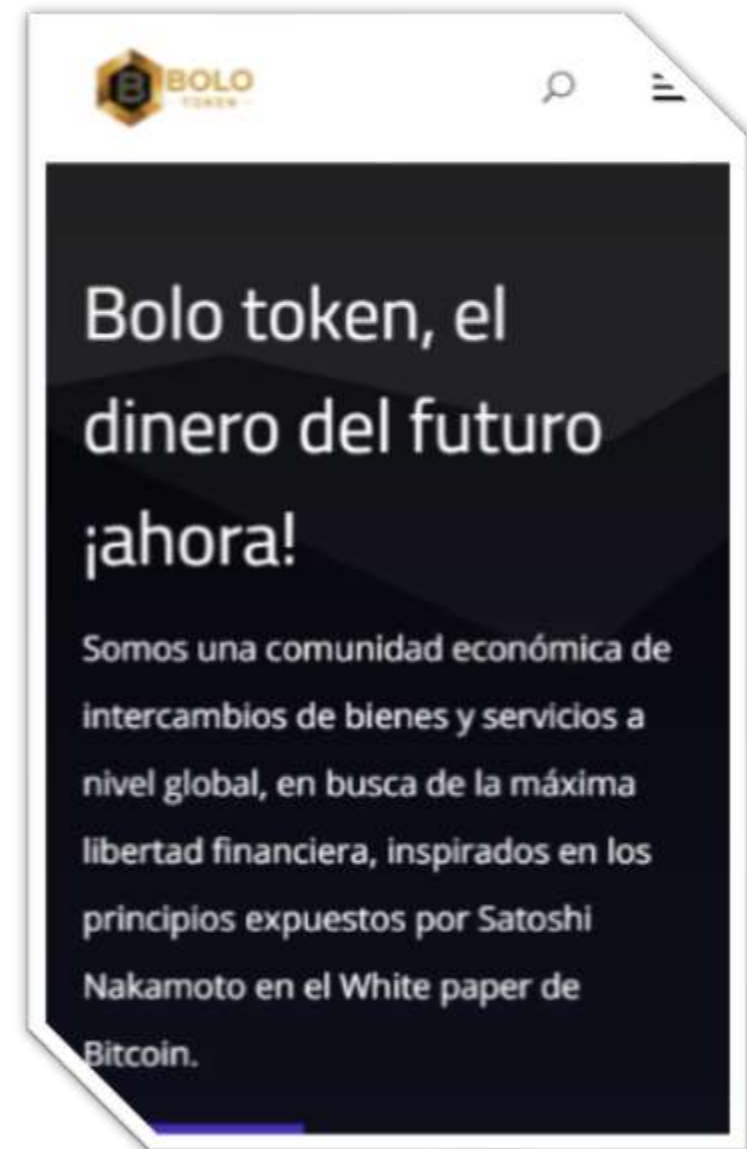 B BOLO
TOKEN
Bolo token, el
dinero del futuro
¡ahora!
Somos una comunidad económica de
intercambios de bienes y servicios a
nivel global, en busca de la máxima
libertad financiera, inspirados en los
principios expuestos por Satoshi
Nakamoto en el White paper de
Bitcoin.